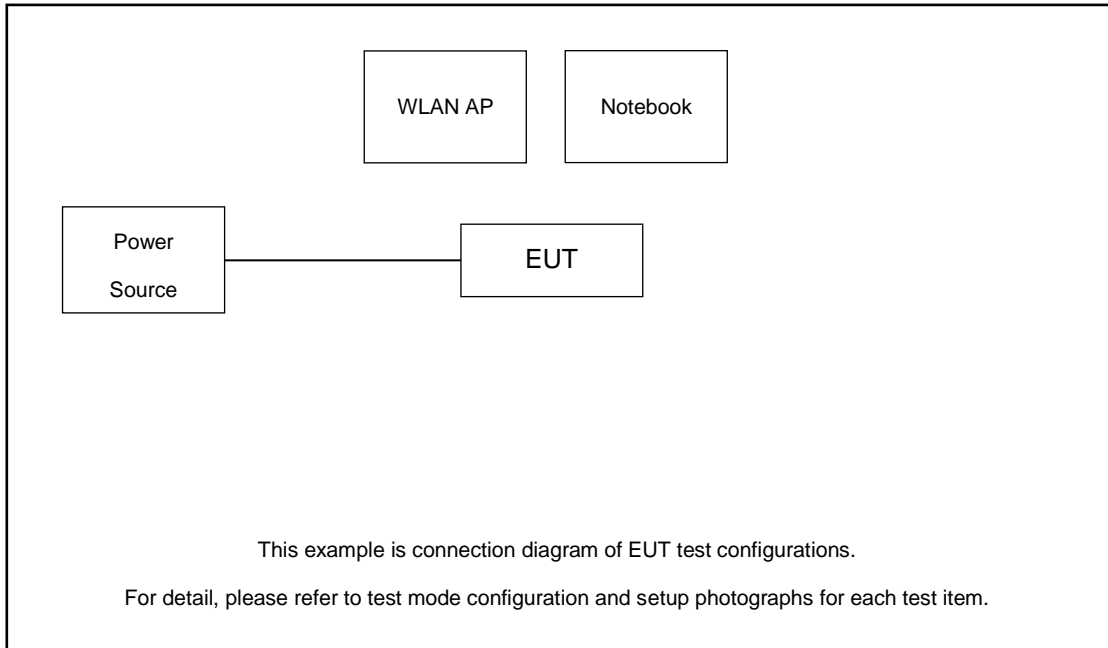 WLAN AP
Notebook
Power
Source
EUT
This example is connection diagram of EUT test configurations.
For detail, please refer to test mode configuration and setup photographs for each test item.